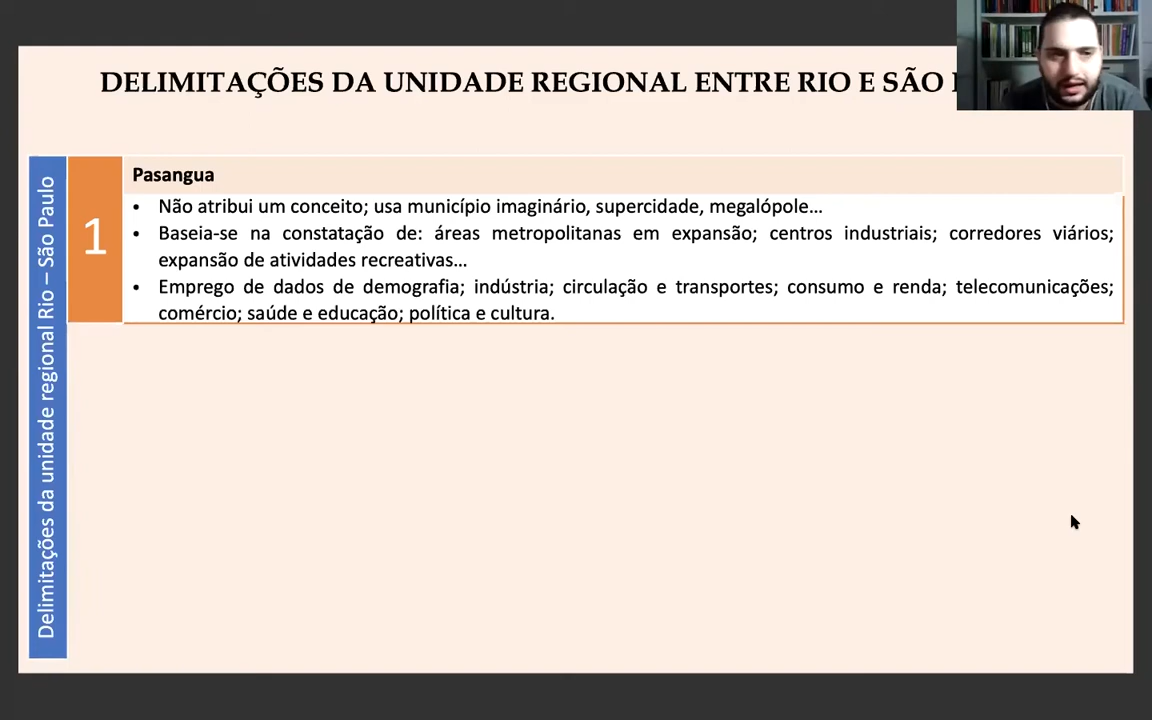 DELIMITAÇÕES DA UNIDADE REGIONAL ENTRE RIO E SÃO
Delimitações da unidade regional Rio – São Paulo
1
Pasangua
• Não atribui um conceito; usa município imaginário, supercidade, megalópole...
• Baseia-se na constatação de: áreas metropolitanas em expansão; centros industriais; corredores viários;
expansão de atividades recreativas...
• Emprego de dados de demografia; indústria; circulação e transportes; consumo e renda; telecomunicações;
comércio; saúde e educação; política e cultura.